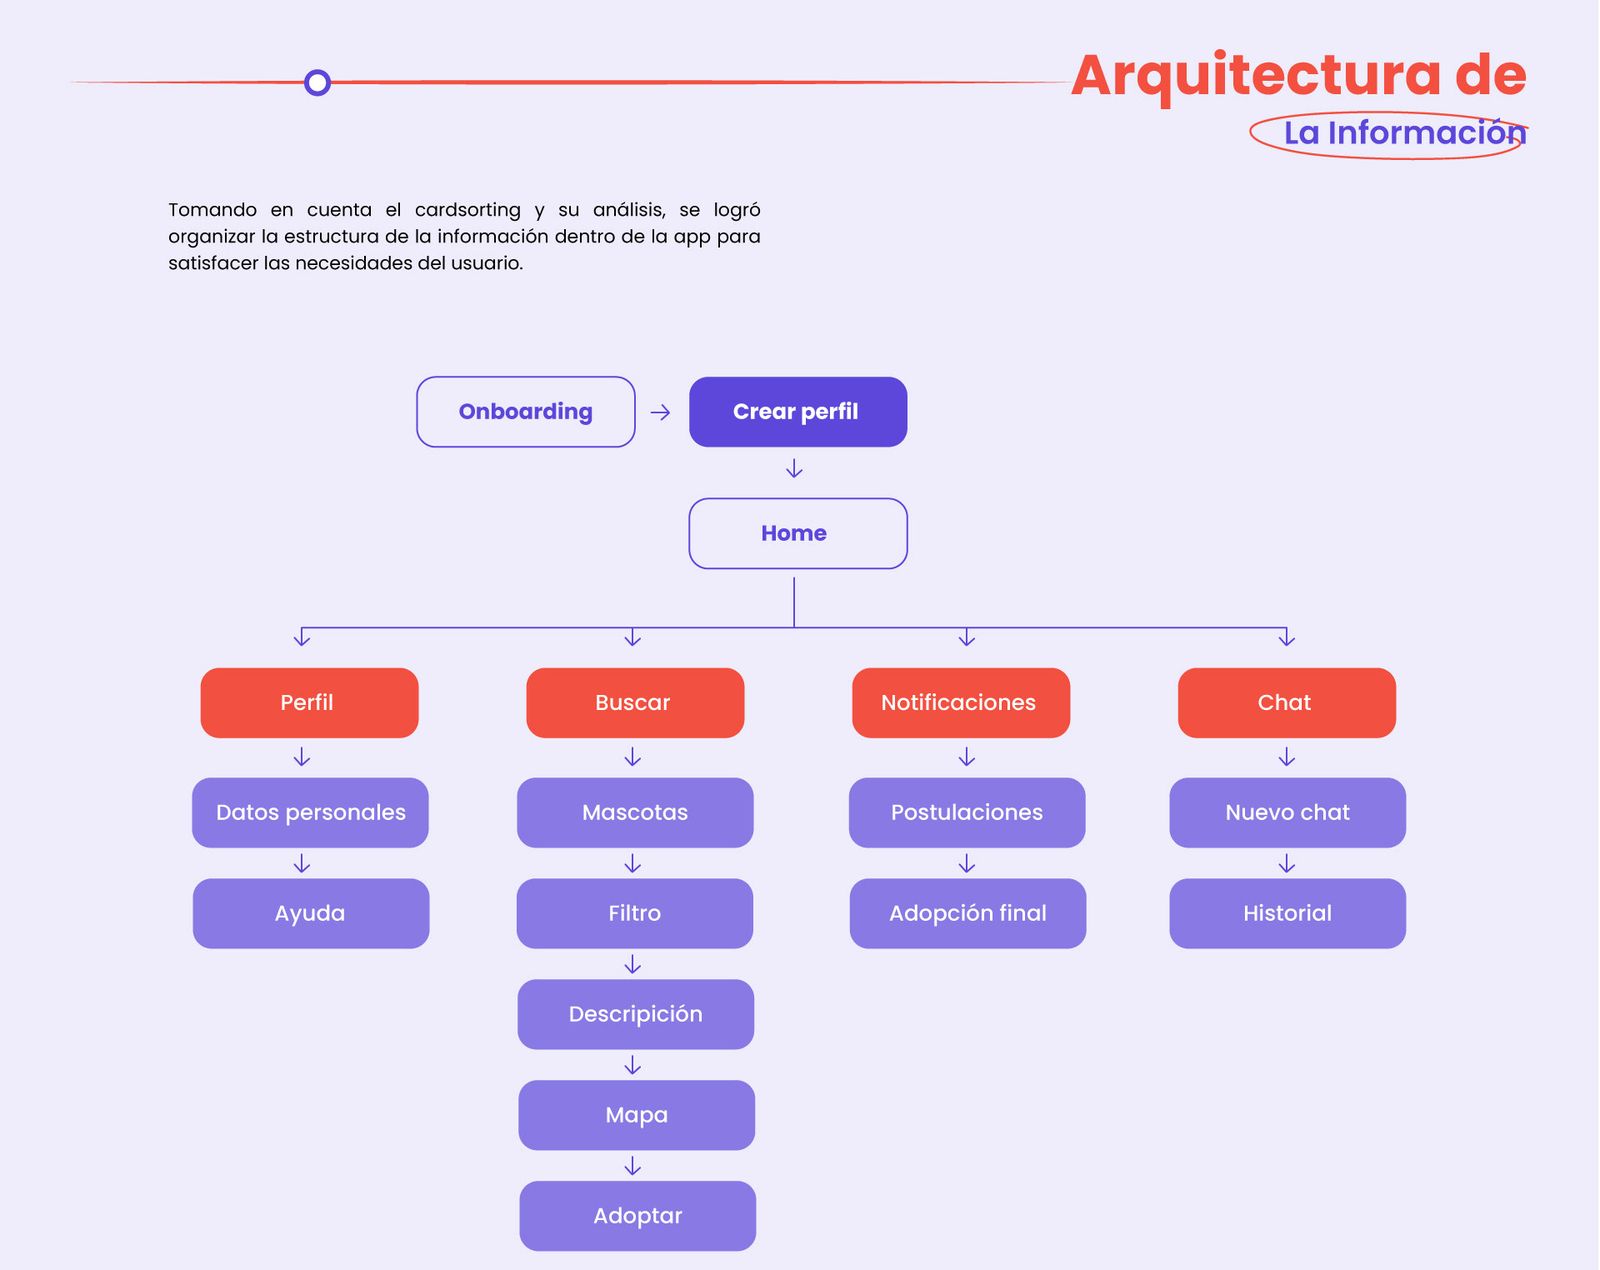 Arquitectura de
La Información
Tomando en cuenta el cardsorting y su análisis, se logró
organizar la estructura de la información dentro de la app para
satisfacer las necesidades del usuario.
Onboarding
Crear perfil
Home
Perfil
Buscar
Notificaciones
Chat
Datos personales
Mascotas
Postulaciones
Nuevo chat
Ayuda
Filtro
Adopción final
Historial
Descripición
Mapa
Adoptar